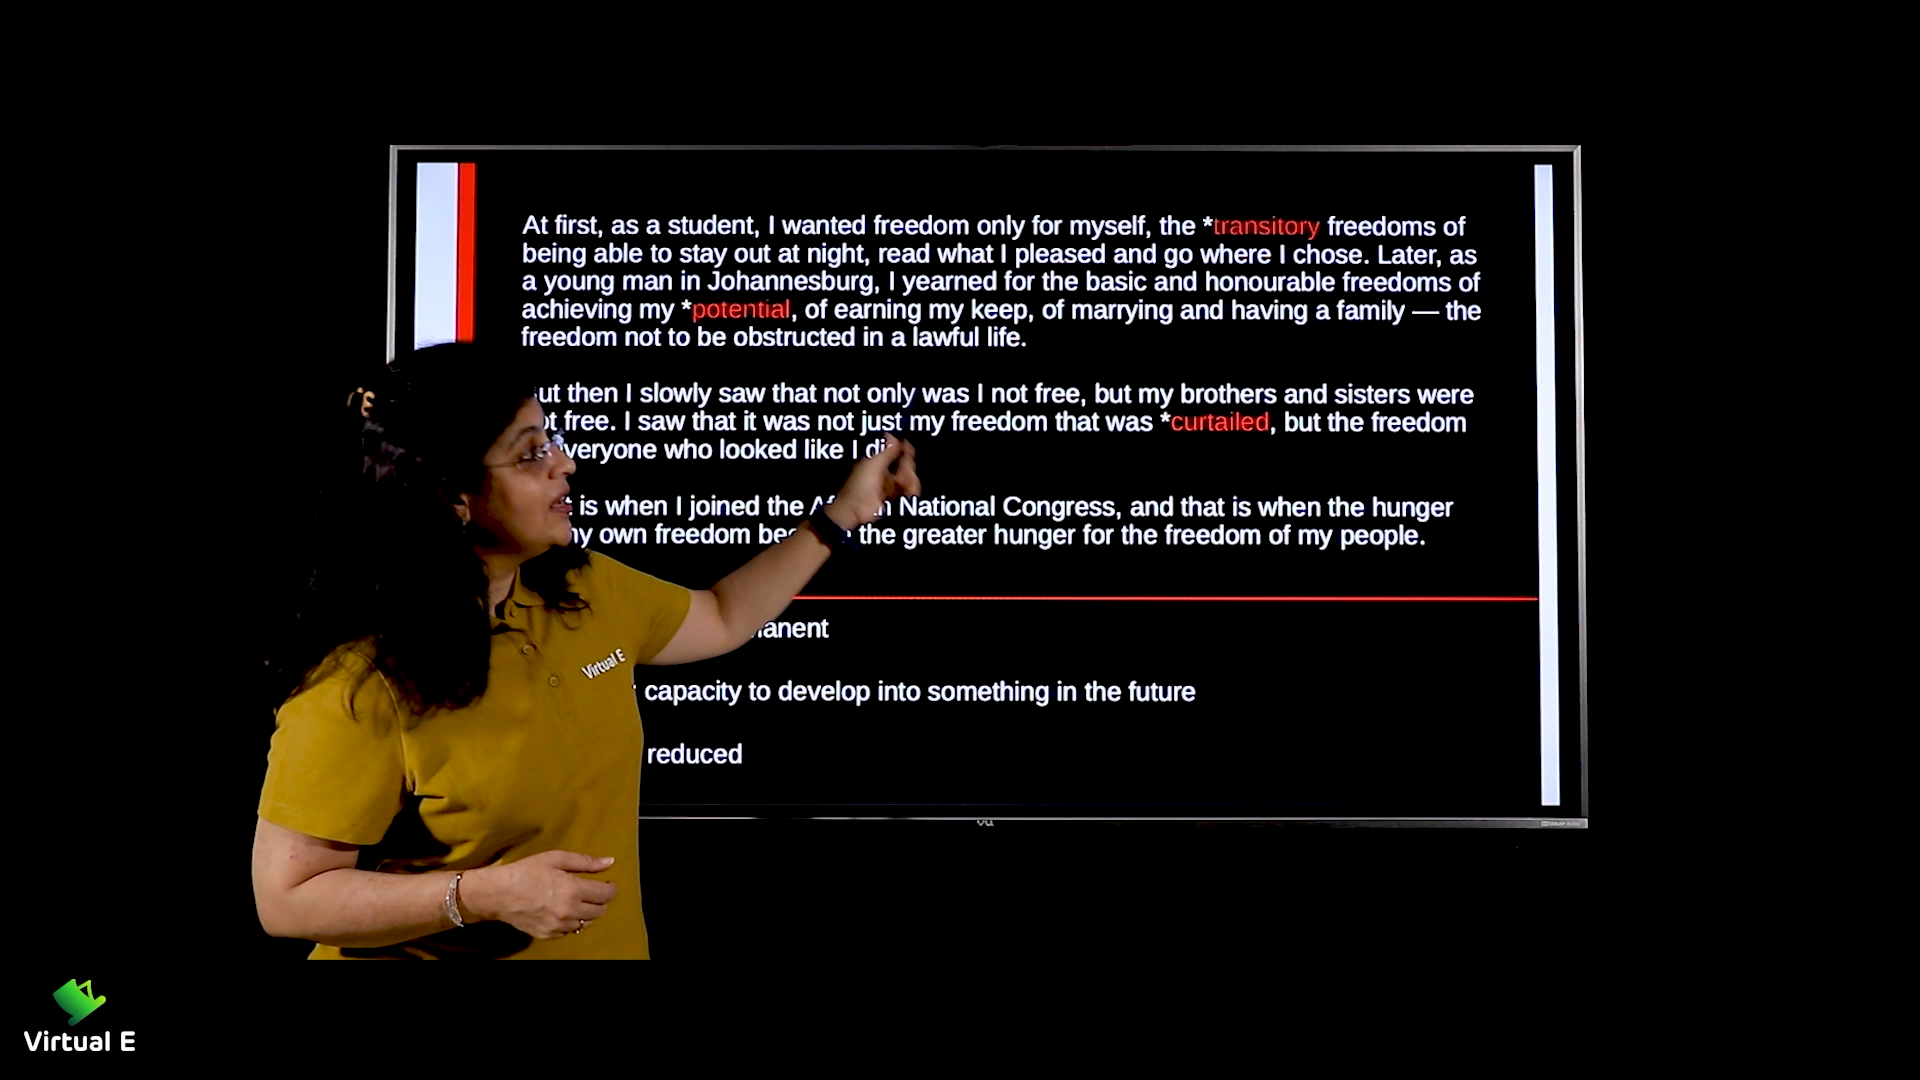 At first, as a student, I wanted freedom only for myself, the *transitory freedoms of
being able to stay out at night, read what I pleased and go where I chose. Later, as
a young man in Johannesburg, I yearned for the basic and honourable freedoms of
achieving my *potential, of earning my keep, of marrying and having a family — the
freedom not to be obstructed in a lawful life.
then I slowly saw that not only was I not free, but my brothers and sisters were
free. I saw that it was not just my freedom that was *curtailed, but the freedom
everyone who looked like I
is when I joined the National Congress, and that is when the hunger
own freedom the greater hunger for the freedom of my people.
capacity to develop into something in the future
reduced
Virtual E
Virtual E